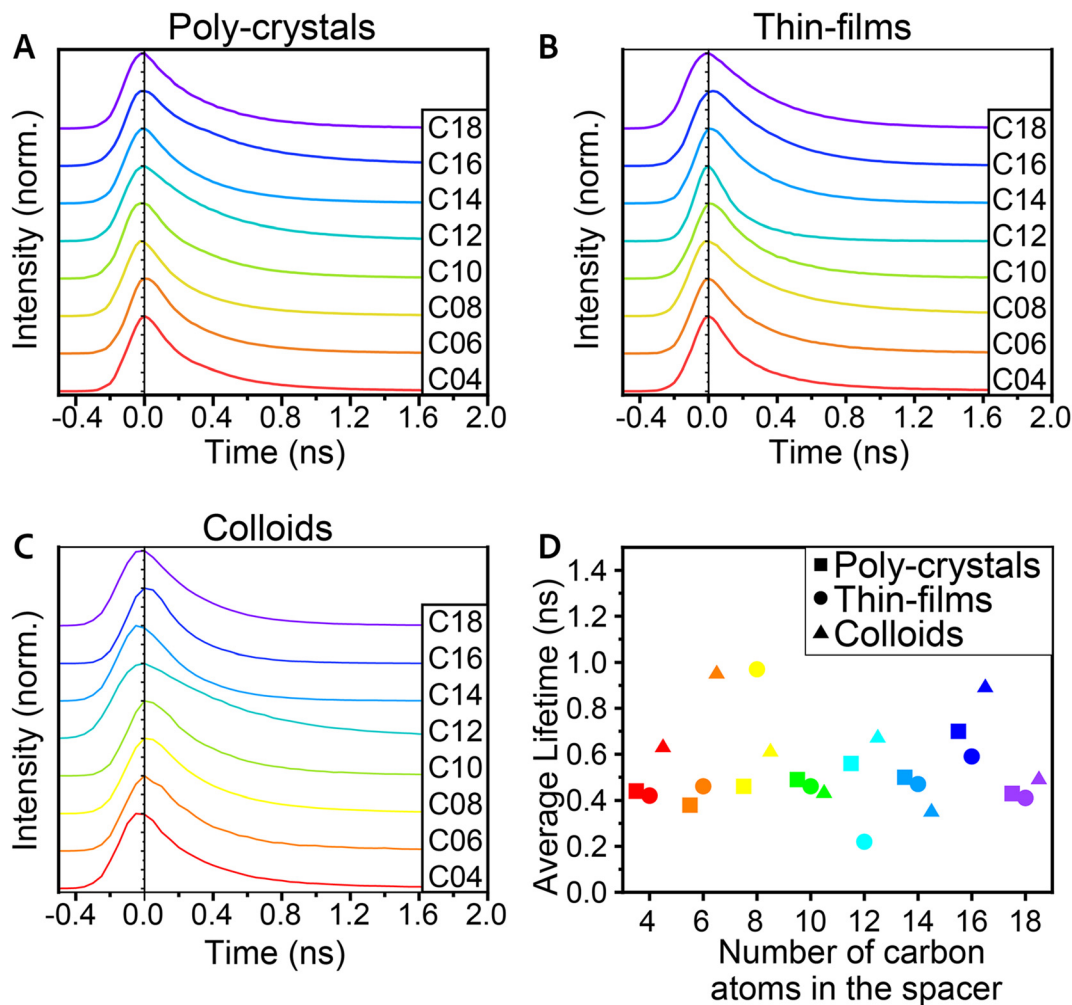 A
Poly-crystals
Intensity (norm.)
C18
C16
C14
C12
C10
C08
C06
C04
-0.4 0.0 0.4 0.8 1.2 1.6 2.0
Time (ns)
B
Thin-films
Intensity (norm.)
C18
C16
C14
C12
C10
C08
C06
C04
-0.4 0.0 0.4 0.8 1.2 1.6 2.0
Time (ns)
C
Colloids
Intensity (norm.)
C18
C16
C14
C12
C10
C08
C06
C04
-0.4 0.0 0.4 0.8 1.2 1.6 2.0
Time (ns)
D
Average Lifetime (ns)
1.4
1.2
1.0
0.8
0.6
0.4
0.2
0.0
Poly-crystals
Thin-films
Colloids
4 6 8 10 12 14 16 18
Number of carbon
atoms in the spacer